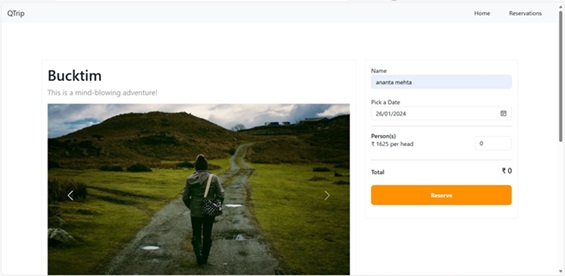 QTrip
Home
Reservations
Bucktim
This is a mind-blowing adventure!
Name
ananta mehta
Pick a Date
26/01/2024
Person(s)
₹ 1625 per head
0
Total
₹ 0
Reserve